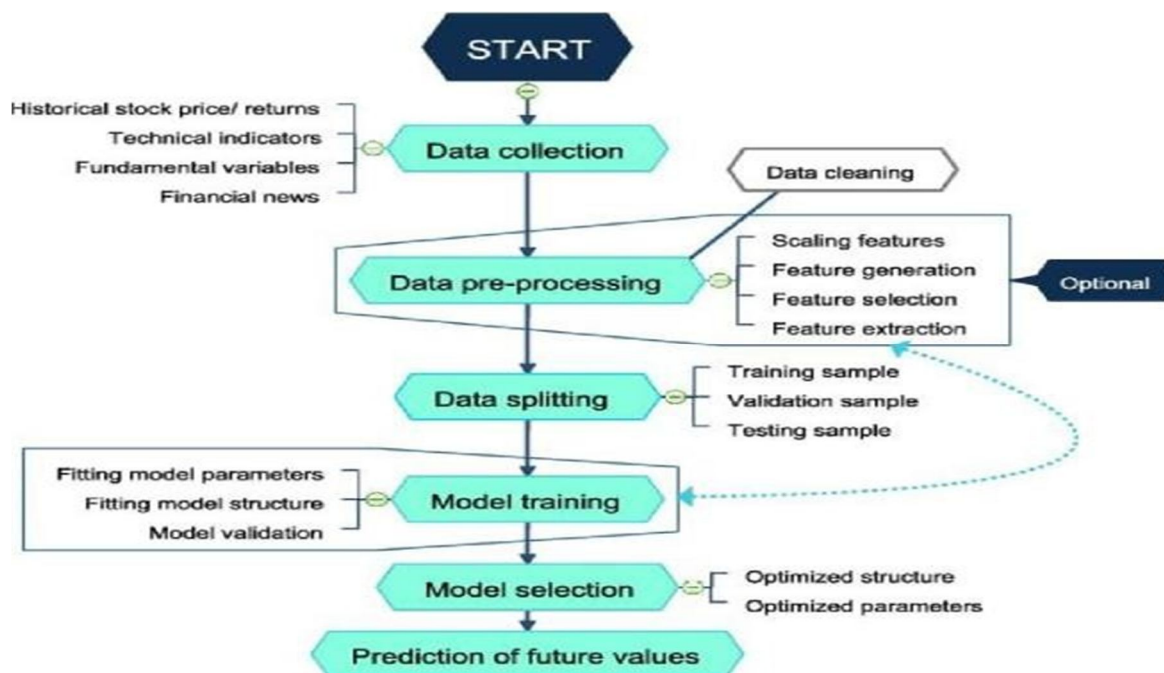 START
Historical stock price/ returns
Technical indicators
Fundamental variables
Financial news
Data collection
Data cleaning
Data pre-processing
Scaling features
Feature generation
Feature selection
Feature extraction
Optional
Data splitting
Training sample
Validation sample
Testing sample
Fitting model parameters
Fitting model structure
Model validation
Model training
Model selection
Optimized structure
Optimized parameters
Prediction of future values